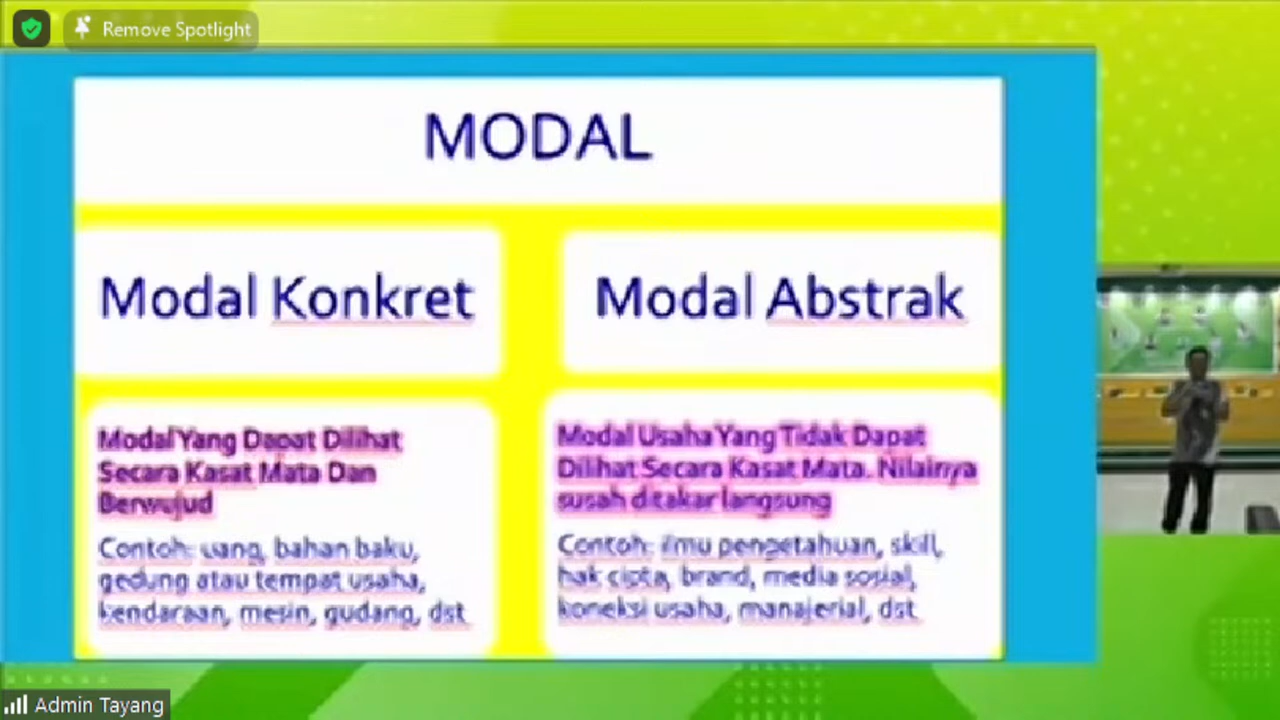 Remove Spotlight
MODAL
Modal Konkret
Modal Abstrak
Modal Yang Dapat Dilihat
Secara Kasat Mata Dan
Berwujud
Contoh: uang, bahan baku,
gedung atau tempat usaha,
kendaraan, mesin, gudang, dst
Modal Usaha Yang Tidak Dapat
Dilihat Secara Kasat Mata. Nilainya
susah ditakar langsung
Contoh: ilmu pengetahuan, skill,
hak cipta, brand, media sosial,
koneksi usaha, manajerial, dst
Admin Tayang